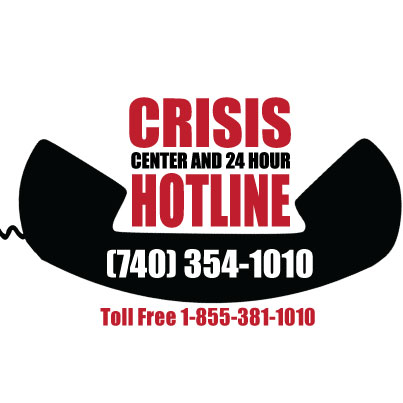 CRISIS
CENTER AND 24 HOUR
HOTLINE
(740) 354-1010
Toll Free 1-855-381-1010